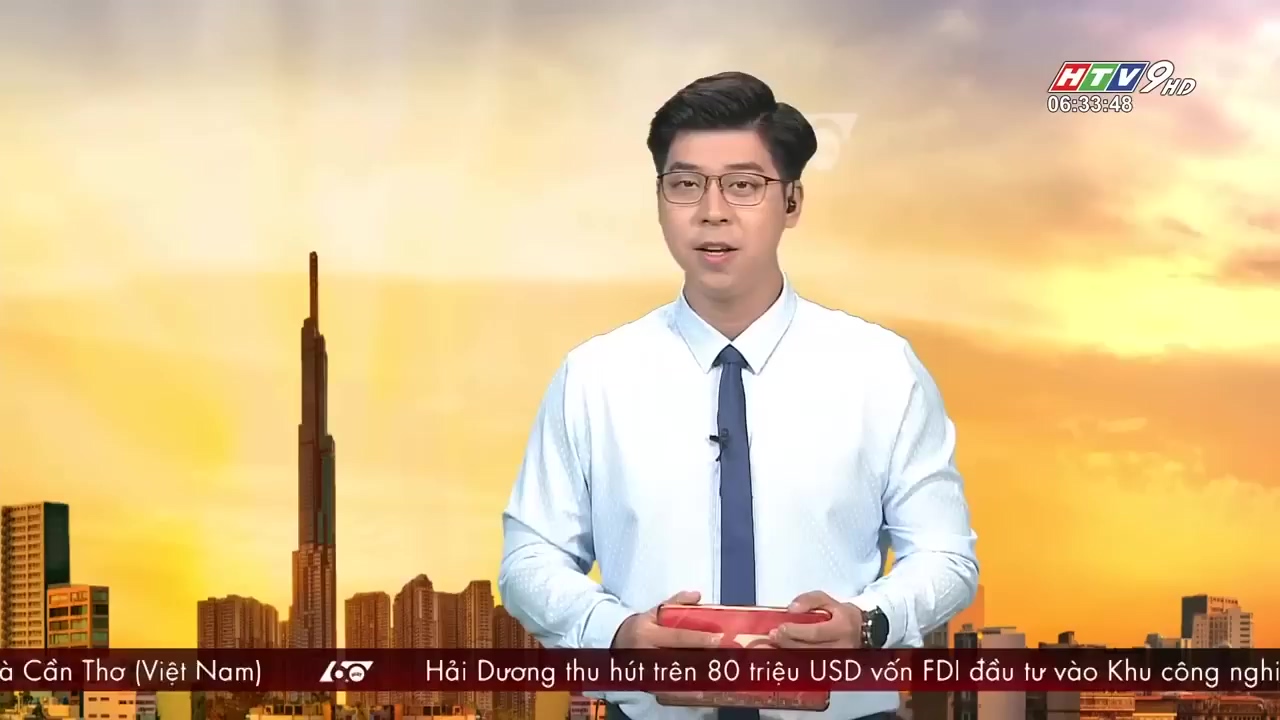 HTV9HD
06:33:48
à Cần Thơ (Việt Nam)
60
Hải Dương thu hút trên 80 triệu USD vốn FDI đầu tư vào Khu công nghi